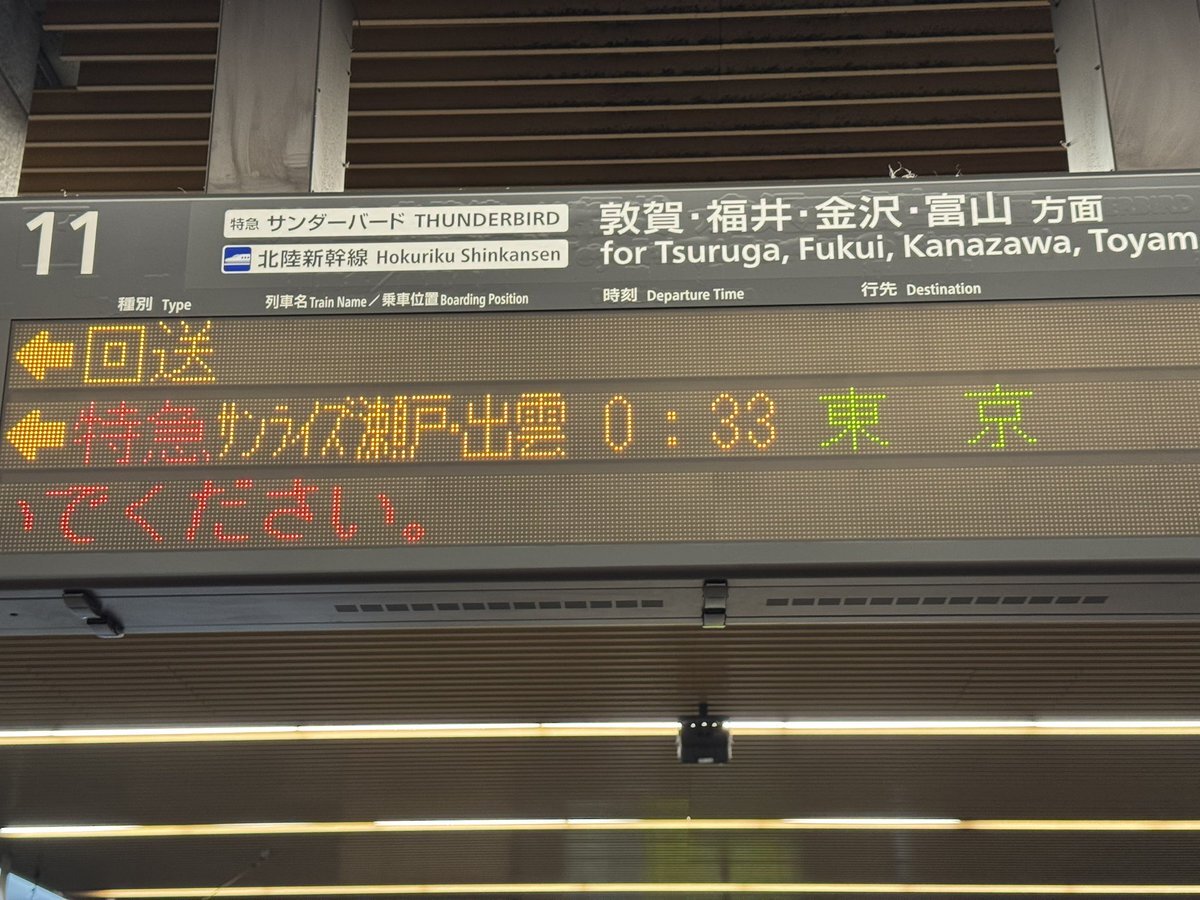 11
特急 サンダーバード THUNDERBIRD
北陸新幹線 Hokuriku Shinkansen
敦賀・福井・金沢・富山 方面
for Tsuruga, Fukui, Kanazawa, Toyam
種別 Type 列車名 Train Name／乗車位置 Boarding Position 時刻 Departure Time 行先 Destination
←回送
←特急 サンライズ瀬戸・出雲 0:33 東京
いでください。